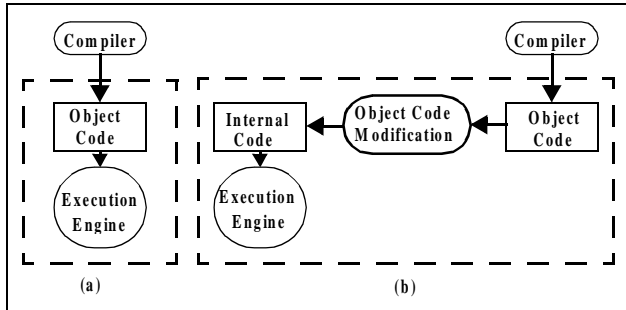 Compiler
Object
Code
Execution
Engine
(a)
Compiler
Object
Code
Object Code
Modification
Internal
Code
Execution
Engine
(b)